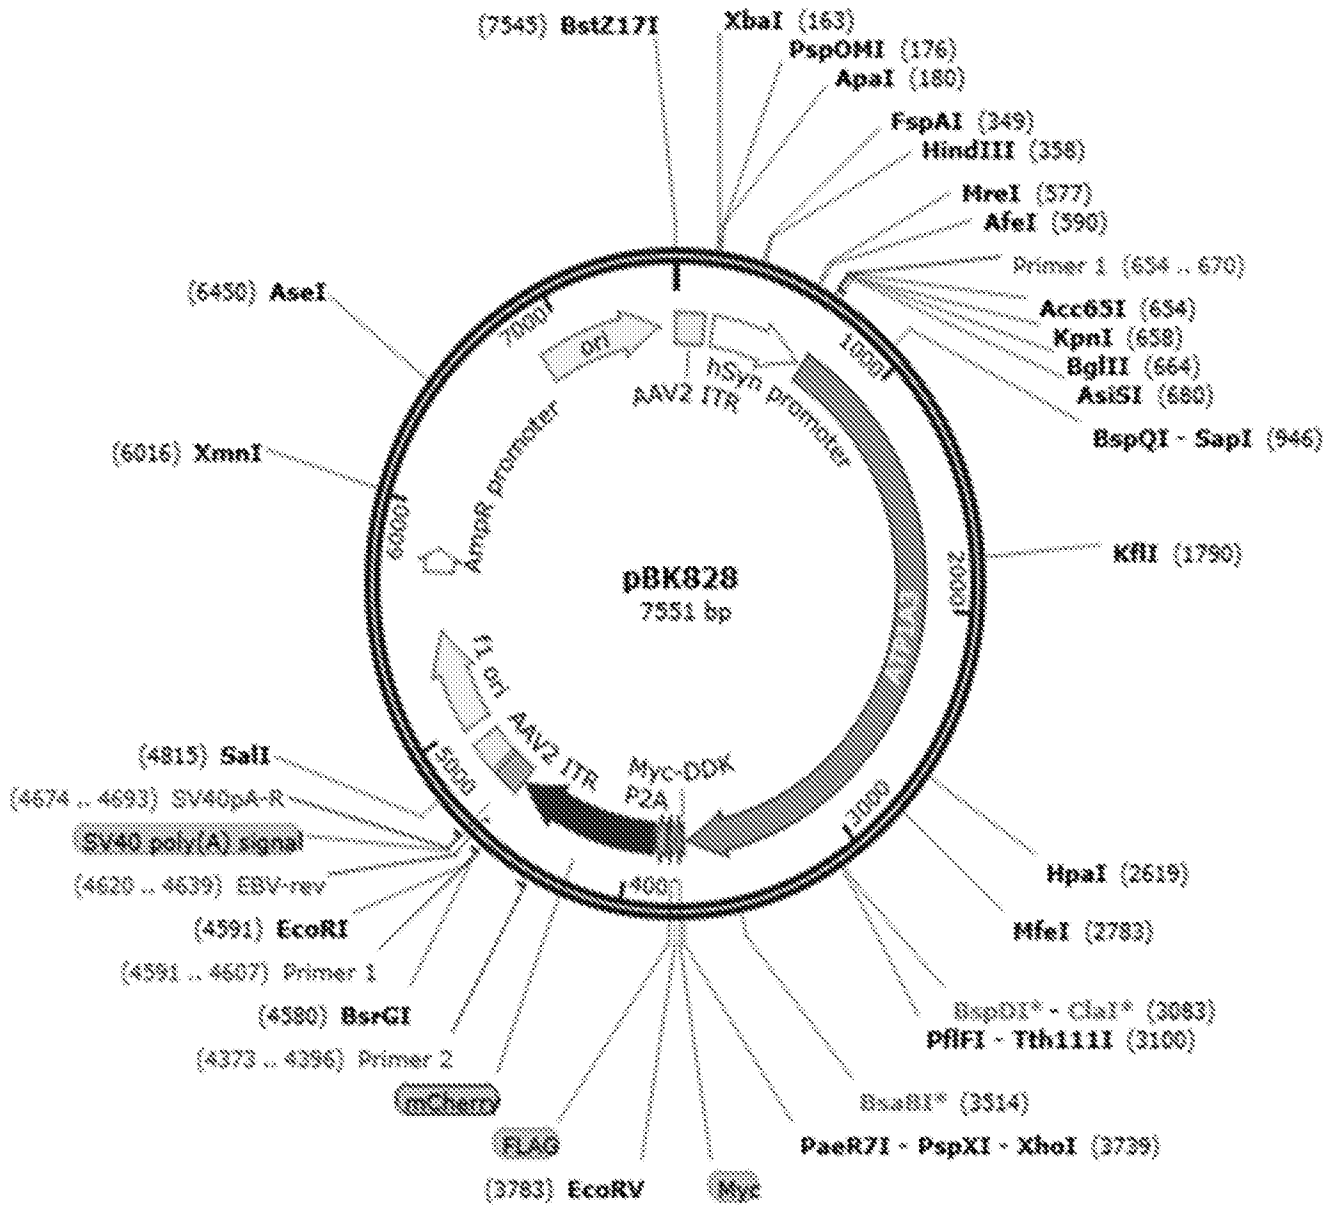 (7545) BstZ17I
XbaI (163)
PspOMI (176)
ApaI (180)
FspAI (349)
HindIII (358)
MreI (577)
AfeI (590)
Primer 1 (654 .. 670)
Acc65I (654)
KpnI (658)
BglII (664)
AsiSI (680)
BspQI - SapI (946)
KflI (1790)
HpaI (2619)
MfeI (2783)
BspDI* - ClaI* (3083)
PflFI - Tth111I (3100)
BsaBI* (3514)
PaeR7I - PspXI - XhoI (3739)
Myc
(3783) EcoRV
FLAG
mCherry
(4373 .. 4396) Primer 2
(4580) BsrGI
(4591 .. 4607) Primer 1
(4591) EcoRI
(4620 .. 4639) EBV-rev
SV40 poly(A) signal
(4674 .. 4693) SV40pA-R
(4815) SalI
(6016) XmnI
(6450) AseI
1000
2000
3000
4000
5000
6000
7000
ori
AAV2 ITR
hSyn promoter
AmpR promoter
pBK828
7551 bp
f1 ori
AAV2 ITR
Myc-DDK
P2A